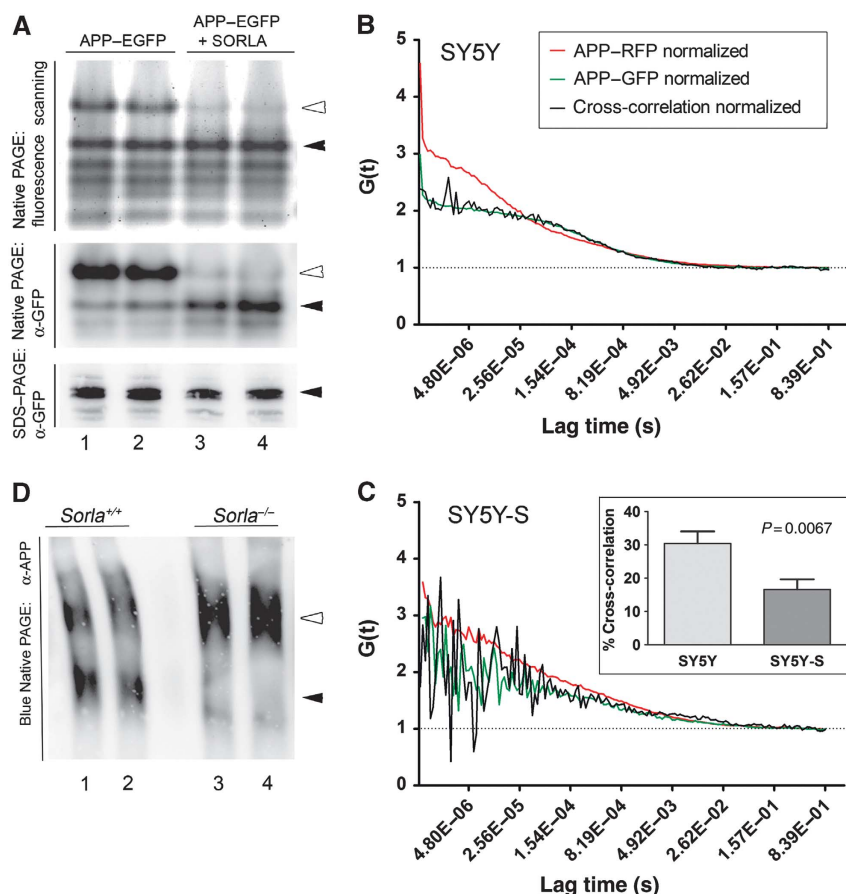 A
APP–EGFP
APP–EGFP
+ SORLA
Native PAGE:
fluorescence scanning
Native PAGE:
α-GFP
SDS–PAGE:
α-GFP
1 2 3 4
B
SY5Y
APP–RFP normalized
APP–GFP normalized
Cross-correlation normalized
G(t)
5
4
3
2
1
0
4.80E–06
2.56E–05
1.54E–04
8.19E–04
4.92E–03
2.62E–02
1.57E–01
8.39E–01
Lag time (s)
D
Sorla+/+
Sorla–/–
Blue Native PAGE: α-APP
1 2 3 4
C
SY5Y-S
G(t)
5
4
3
2
1
0
4.80E–06
2.56E–05
1.54E–04
8.19E–04
4.92E–03
2.62E–02
1.57E–01
8.39E–01
Lag time (s)
% Cross-correlation
40
30
20
10
0
P=0.0067
SY5Y
SY5Y-S